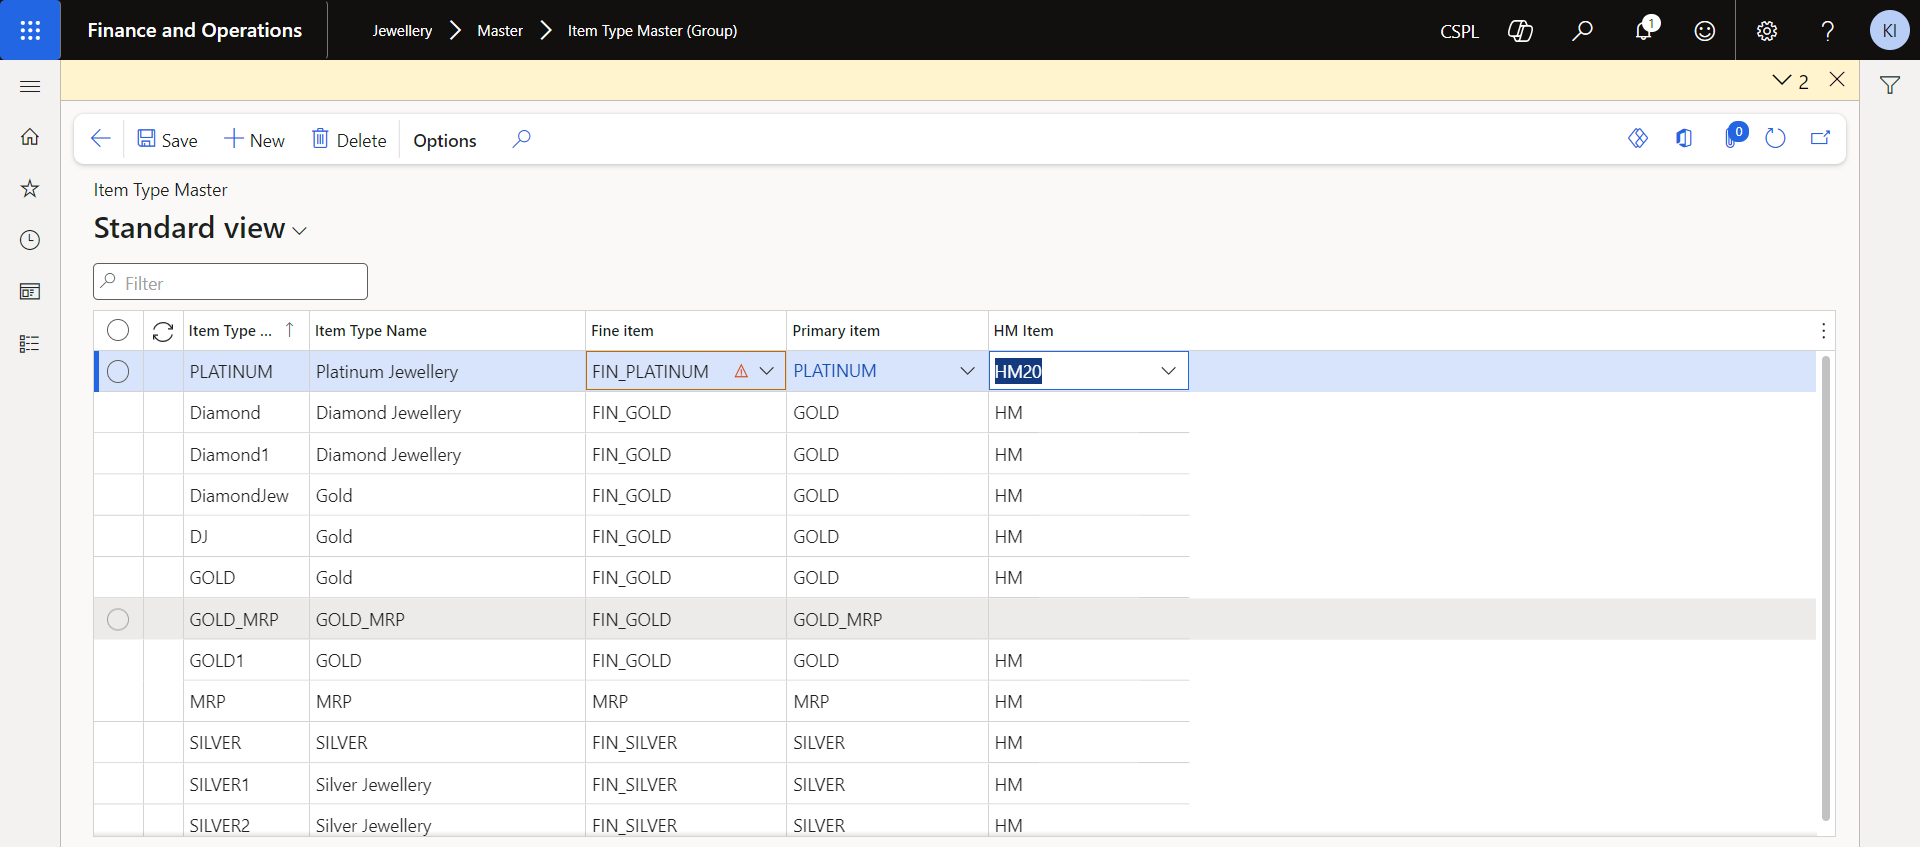 Finance and Operations
Jewellery Master Item Type Master (Group)
CSPL 1 ? KI
2
Save New Delete Options 0
Item Type Master
Standard view
Filter
Item Type ... Item Type Name Fine item Primary item HM Item
PLATINUM Platinum Jewellery FIN_PLATINUM PLATINUM HM20
Diamond Diamond Jewellery FIN_GOLD GOLD HM
Diamond1 Diamond Jewellery FIN_GOLD GOLD HM
DiamondJew Gold FIN_GOLD GOLD HM
DJ Gold FIN_GOLD GOLD HM
GOLD Gold FIN_GOLD GOLD HM
GOLD_MRP GOLD_MRP FIN_GOLD GOLD_MRP
GOLD1 GOLD FIN_GOLD GOLD HM
MRP MRP MRP MRP HM
SILVER SILVER FIN_SILVER SILVER HM
SILVER1 Silver Jewellery FIN_SILVER SILVER HM
SILVER2 Silver Jewellery FIN_SILVER SILVER HM